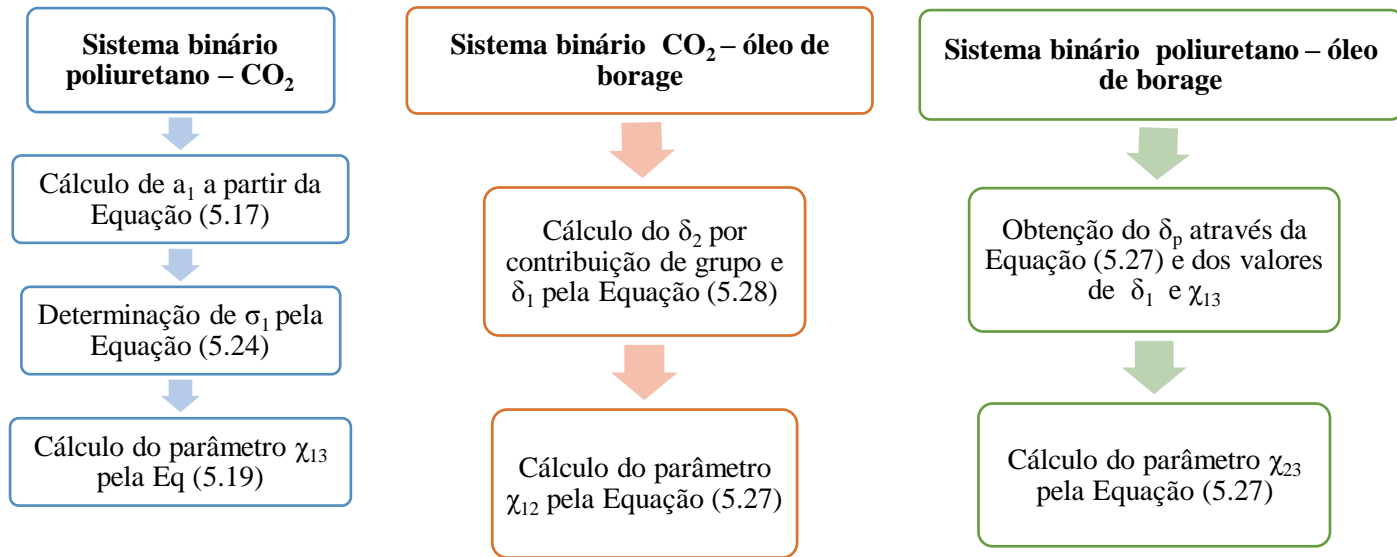 Sistema binário
poliuretano – CO₂
Cálculo de a₁ a partir da
Equação (5.17)
Determinação de σ₁ pela
Equação (5.24)
Cálculo do parâmetro χ₁₃
pela Eq (5.19)
Sistema binário CO₂ – óleo de
borage
Cálculo do δ₂ por
contribuição de grupo e
δ₁ pela Equação (5.28)
Cálculo do parâmetro
χ₁₂ pela Equação (5.27)
Sistema binário poliuretano – óleo
de borage
Obtenção do δₚ através da
Equação (5.27) e dos valores
de δ₁ e χ₁₃
Cálculo do parâmetro χ₂₃
pela Equação (5.27)